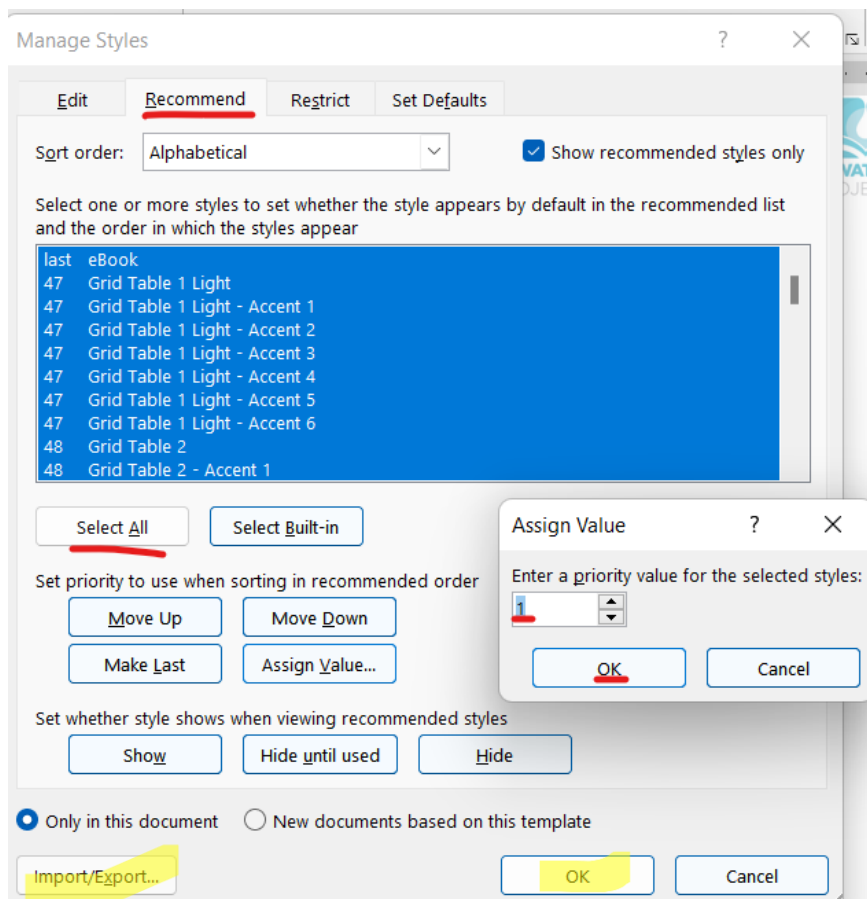 Manage Styles
?
Edit
Recommend
Restrict
Set Defaults
Sort order:
Alphabetical
Show recommended styles only
Select one or more styles to set whether the style appears by default in the recommended list
and the order in which the styles appear
last eBook
47 Grid Table 1 Light
47 Grid Table 1 Light - Accent 1
47 Grid Table 1 Light - Accent 2
47 Grid Table 1 Light - Accent 3
47 Grid Table 1 Light - Accent 4
47 Grid Table 1 Light - Accent 5
47 Grid Table 1 Light - Accent 6
48 Grid Table 2
48 Grid Table 2 - Accent 1
Select All
Select Built-in
Set priority to use when sorting in recommended order
Move Up
Move Down
Make Last
Assign Value...
Assign Value
?
Enter a priority value for the selected styles:
1
OK
Cancel
Set whether style shows when viewing recommended styles
Show
Hide until used
Hide
Only in this document
New documents based on this template
Import/Export...
OK
Cancel